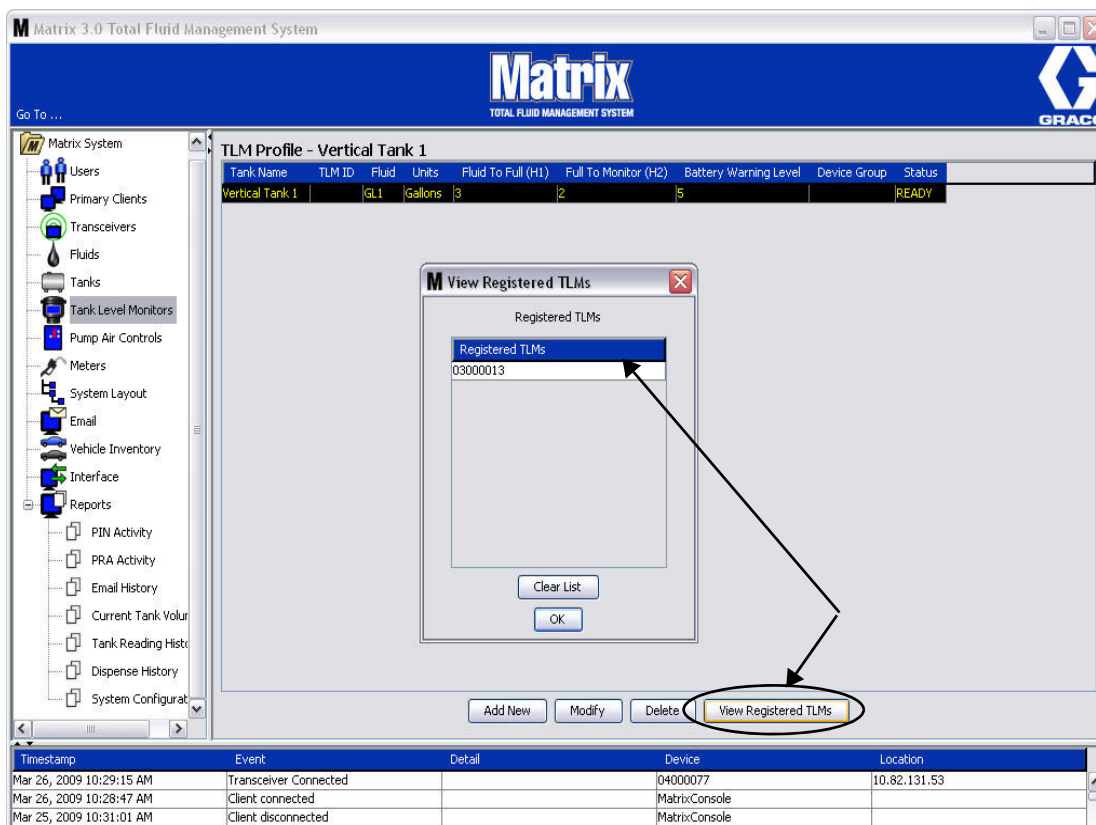 M Matrix 3.0 Total Fluid Management System
Matrix
TOTAL FLUID MANAGEMENT SYSTEM
Go To ...
GRACO
Matrix System
Users
Primary Clients
Transceivers
Fluids
Tanks
Tank Level Monitors
Pump Air Controls
Meters
System Layout
Email
Vehicle Inventory
Interface
Reports
PIN Activity
PRA Activity
Email History
Current Tank Volur
Tank Reading Histo
Dispense History
System Configurat
TLM Profile - Vertical Tank 1
Tank Name TLM ID Fluid Units Fluid To Full (H1) Full To Monitor (H2) Battery Warning Level Device Group Status
Vertical Tank 1 GL1 Gallons 3 2 5 READY
M View Registered TLMs
Registered TLMs
Registered TLMs
03000013
Clear List
OK
Add New Modify Delete View Registered TLMs
Timestamp Event Detail Device Location
Mar 26, 2009 10:29:15 AM Transceiver Connected 04000077 10.82.131.53
Mar 26, 2009 10:28:47 AM Client connected MatrixConsole
Mar 25, 2009 10:31:01 AM Client disconnected MatrixConsole